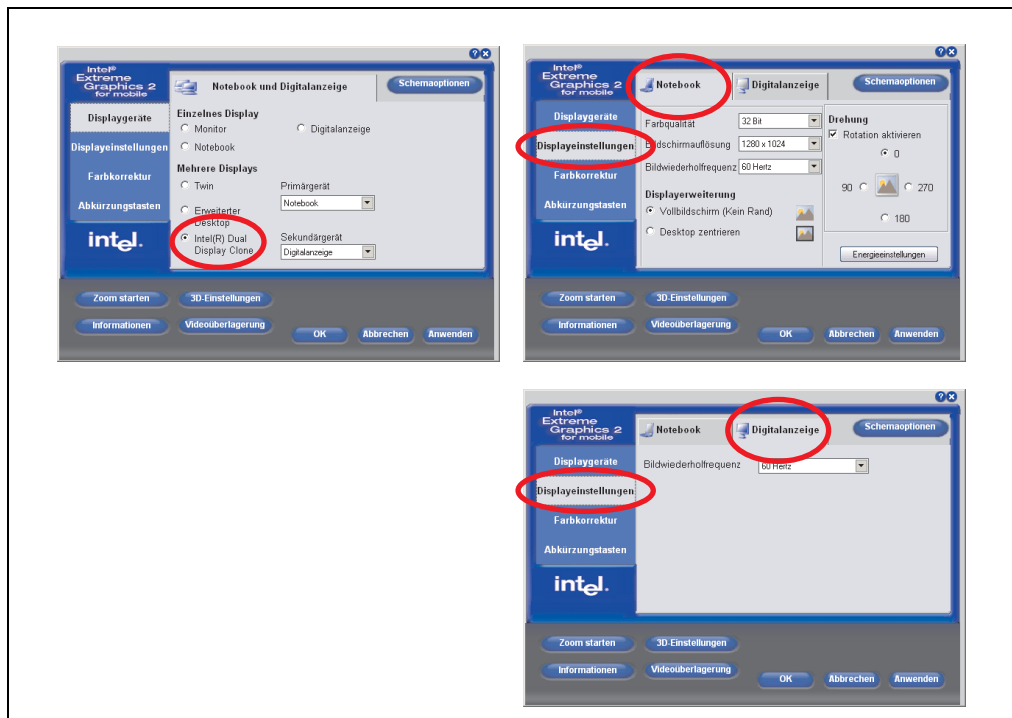 Intel®
Extreme
Graphics 2
for mobile
Notebook und Digitalanzeige
Schemaoptionen
Displaygeräte
Displayeinstellungen
Farbkorrektur
Abkürzungstasten
intel.
Einzelnes Display
Monitor
Digitalanzeige
Notebook
Mehrere Displays
Twin
Primärgerät
Notebook
Erweiterter
Desktop
Intel(R) Dual
Display Clone
Sekundärgerät
Digitalanzeige
Zoom starten
3D-Einstellungen
Informationen
Videoüberlagerung
OK
Abbrechen
Anwenden
Intel®
Extreme
Graphics 2
for mobile
Notebook
Digitalanzeige
Schemaoptionen
Displaygeräte
Displayeinstellungen
Farbkorrektur
Abkürzungstasten
intel.
Farbqualität
32 Bit
Bildschirmauflösung
1280 x 1024
Bildwiederholfrequenz
60 Hertz
Displayerweiterung
Vollbildschirm (Kein Rand)
Desktop zentrieren
Drehung
Rotation aktivieren
0
90
270
180
Energieeinstellungen
Zoom starten
3D-Einstellungen
Informationen
Videoüberlagerung
OK
Abbrechen
Anwenden
Intel®
Extreme
Graphics 2
for mobile
Notebook
Digitalanzeige
Schemaoptionen
Displaygeräte
Displayeinstellungen
Farbkorrektur
Abkürzungstasten
intel.
Bildwiederholfrequenz
60 Hertz
Zoom starten
3D-Einstellungen
Informationen
Videoüberlagerung
OK
Abbrechen
Anwenden